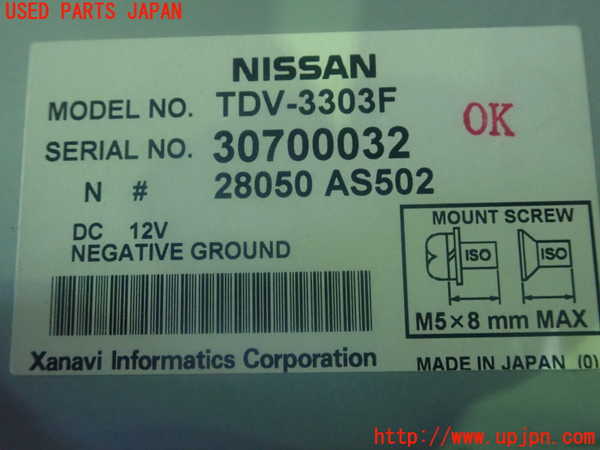 USED PARTS JAPAN
NISSAN
MODEL NO. TDV-3303F
SERIAL NO. 30700032
OK
N # 28050 AS502
DC 12V
NEGATIVE GROUND
MOUNT SCREW
ISO ISO
M5×8 mm MAX
Xanavi Informatics Corporation
MADE IN JAPAN (0)
http://www.upjpn.com